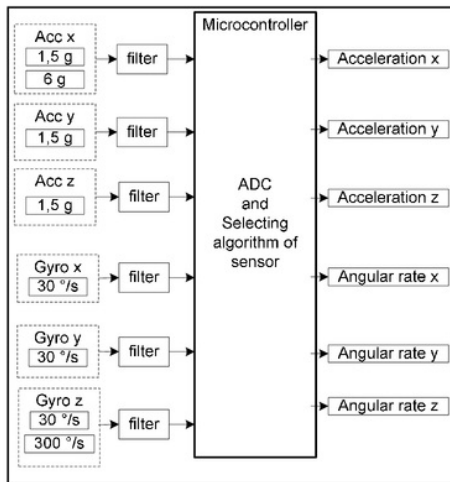 Acc x
1,5 g
6 g
filter
Acc y
1,5 g
filter
Acc z
1,5 g
filter
Gyro x
30 °/s
filter
Gyro y
30 °/s
filter
Gyro z
30 °/s
300 °/s
filter
Microcontroller
ADC
and
Selecting
algorithm of
sensor
Acceleration x
Acceleration y
Acceleration z
Angular rate x
Angular rate y
Angular rate z